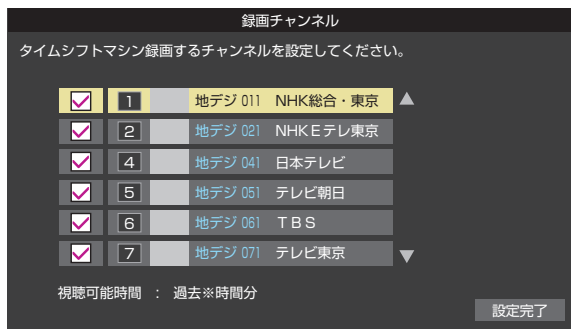 録画チャンネル
タイムシフトマシン録画するチャンネルを設定してください。
1 地デジ 011 NHK総合・東京
2 地デジ 021 NHKEテレ東京
4 地デジ 041 日本テレビ
5 地デジ 051 テレビ朝日
6 地デジ 061 TBS
7 地デジ 071 テレビ東京
視聴可能時間 : 過去※時間分
設定完了